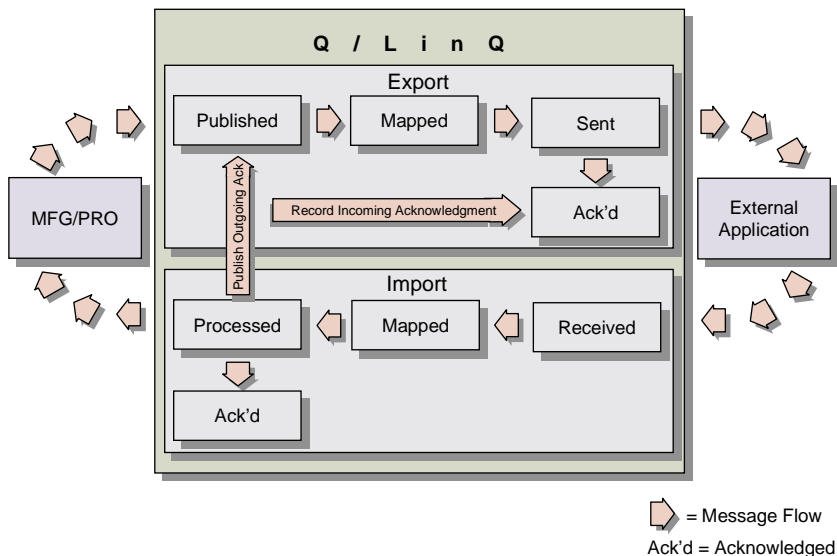 Q / L i n Q
Export
Published
Mapped
Sent
Ack'd
Record Incoming Acknowledgment
Publish Outgoing Ack
MFG/PRO
External
Application
Import
Processed
Mapped
Received
Ack'd
= Message Flow
Ack'd = Acknowledged